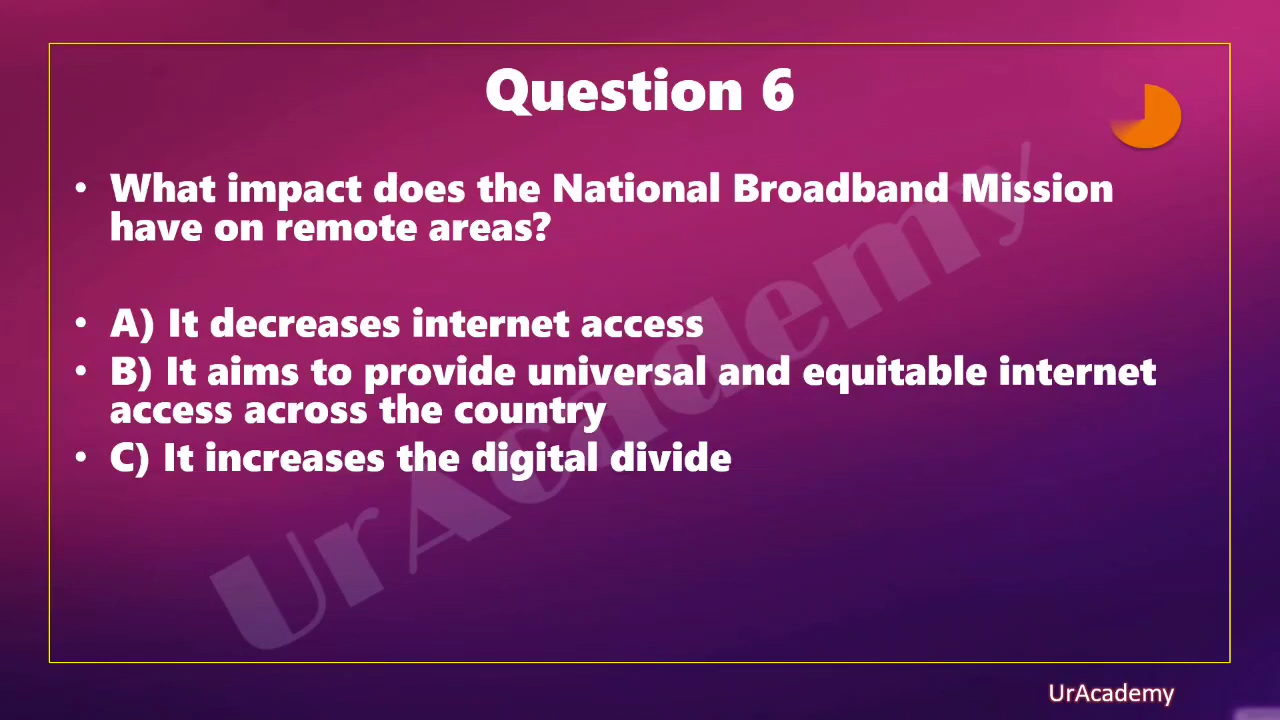 Question 6
• What impact does the National Broadband Mission
have on remote areas?
• A) It decreases internet access
• B) It aims to provide universal and equitable internet
access across the country
• C) It increases the digital divide
UrAcademy
UrAcademy